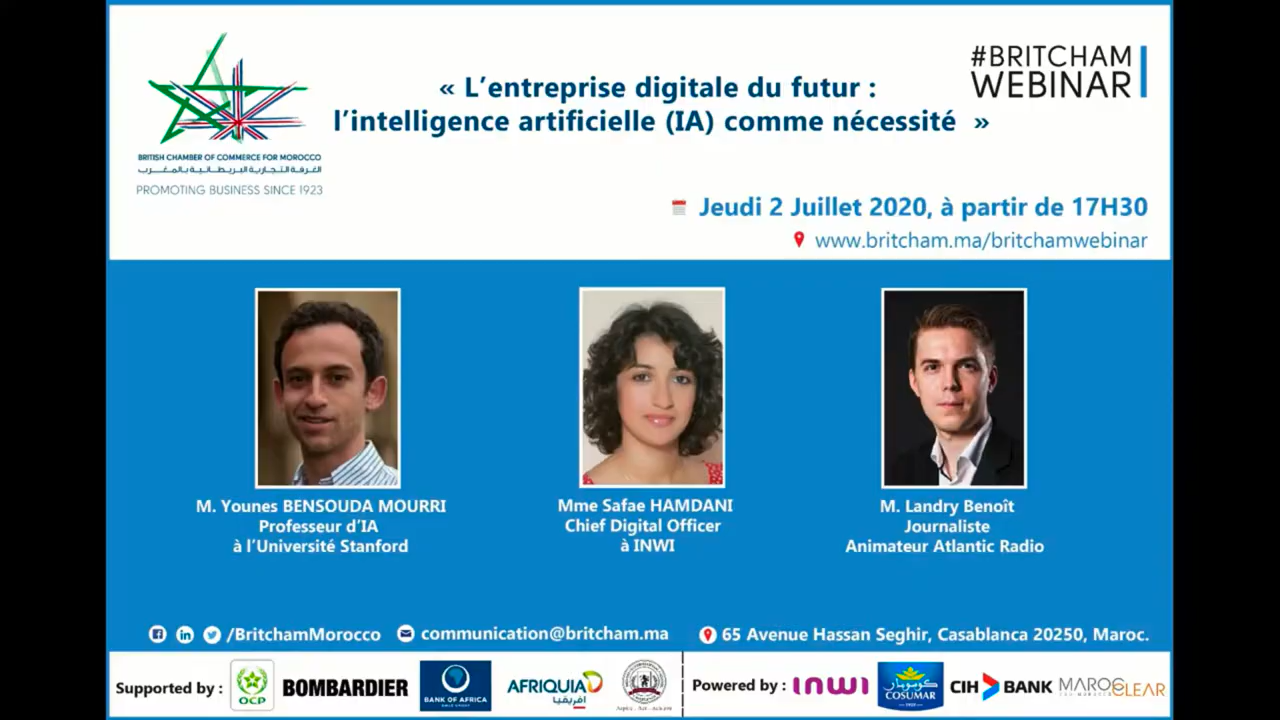 #BRITCHAM
WEBINAR
« L'entreprise digitale du futur :
l'intelligence artificielle (IA) comme nécessité »
BRITISH CHAMBER OF COMMERCE FOR MOROCCO
الغرفة التجارية البريطانية بالمغرب
PROMOTING BUSINESS SINCE 1923
Jeudi 2 Juillet 2020, à partir de 17H30
www.britcham.ma/britchamwebinar
M. Younes BENSOUDA MOURRI
Professeur d'IA
à l'Université Stanford
Mme Safae HAMDANI
Chief Digital Officer
à INWI
M. Landry Benoît
Journaliste
Animateur Atlantic Radio
/BritchamMorocco
communication@britcham.ma
65 Avenue Hassan Seghir, Casablanca 20250, Maroc.
Supported by :
OCP
BOMBARDIER
BANK OF AFRICA
AFRIQUIA
أفريقيا
Powered by :
inwi
كوسومار
COSUMAR
CIH BANK
MAROCLEAR